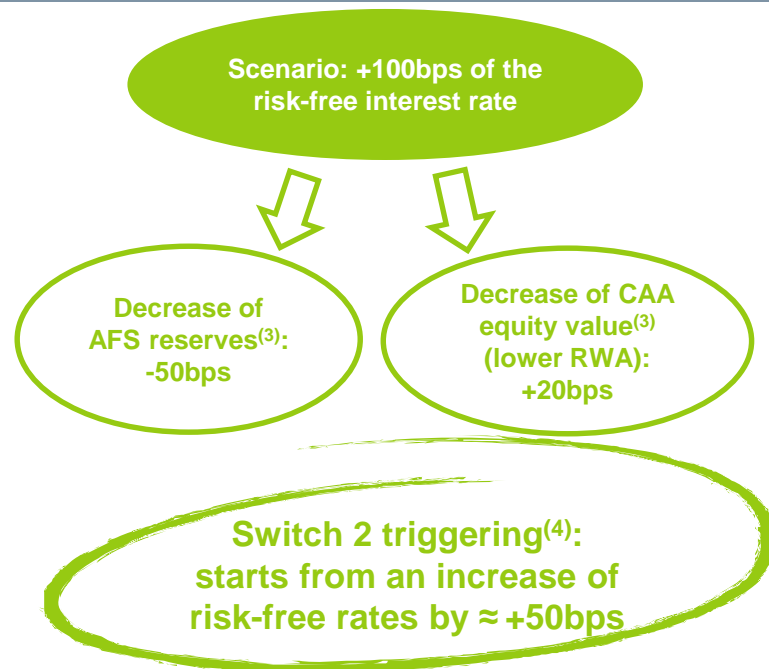 Scenario: +100bps of the
risk-free interest rate
Decrease of
AFS reserves(3):
-50bps
Decrease of CAA
equity value(3)
(lower RWA):
+20bps
Switch 2 triggering(4):
starts from an increase of
risk-free rates by ≈ +50bps